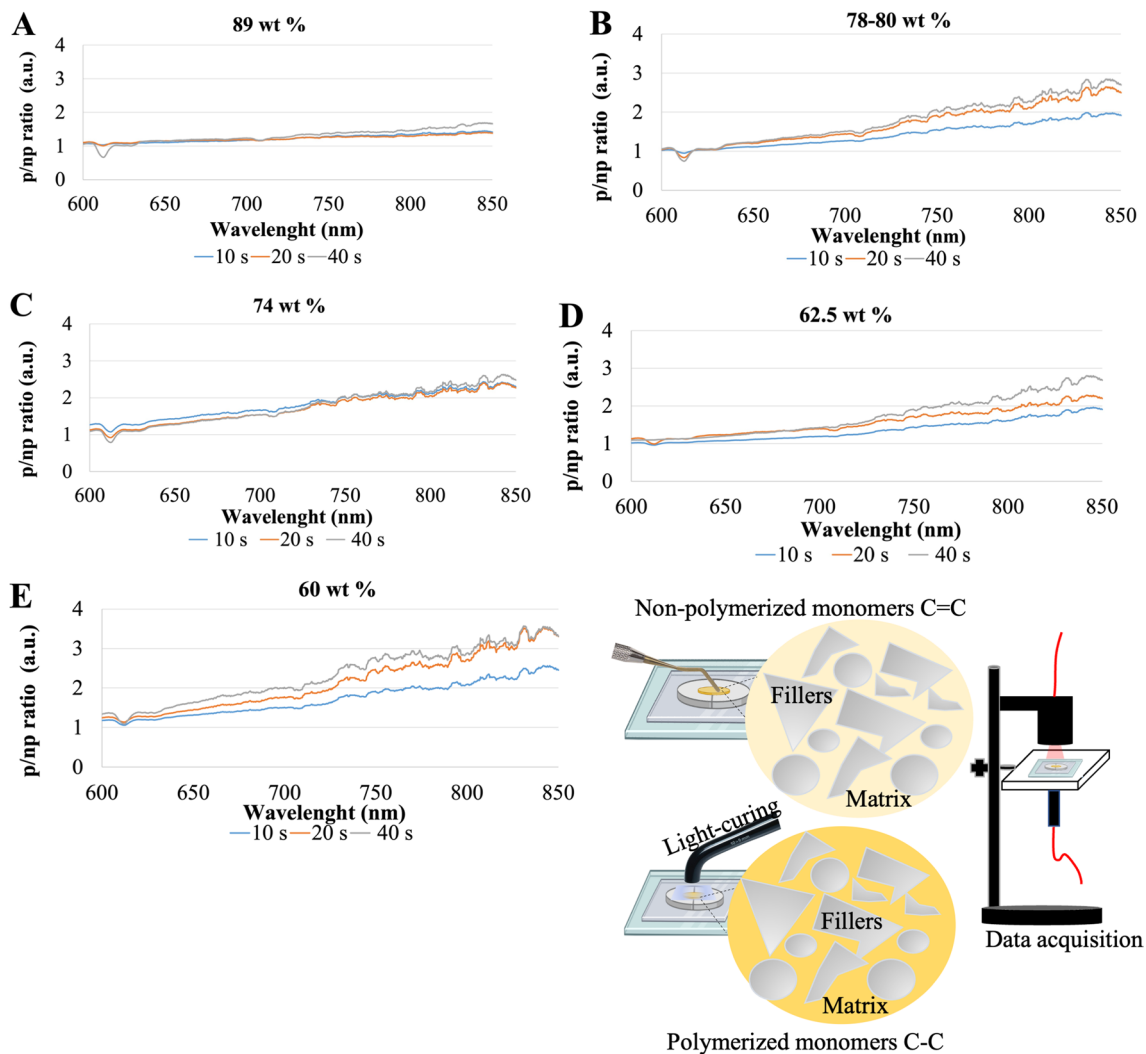 A
89 wt %
p/np ratio (a.u.)
4
3
2
1
0
600 650 700 750 800 850
Wavelenght (nm)
10 s 20 s 40 s
B
78-80 wt %
p/np ratio (a.u.)
4
3
2
1
0
600 650 700 750 800 850
Wavelenght (nm)
10 s 20 s 40 s
C
74 wt %
p/np ratio (a.u.)
4
3
2
1
0
600 650 700 750 800 850
Wavelenght (nm)
10 s 20 s 40 s
D
62.5 wt %
p/np ratio (a.u.)
4
3
2
1
0
600 650 700 750 800 850
Wavelenght (nm)
10 s 20 s 40 s
E
60 wt %
p/np ratio (a.u.)
4
3
2
1
0
600 650 700 750 800 850
Wavelenght (nm)
10 s 20 s 40 s
Non-polymerized monomers C=C
Fillers
Matrix
Light-curing
Fillers
Matrix
Polymerized monomers C-C
Data acquisition